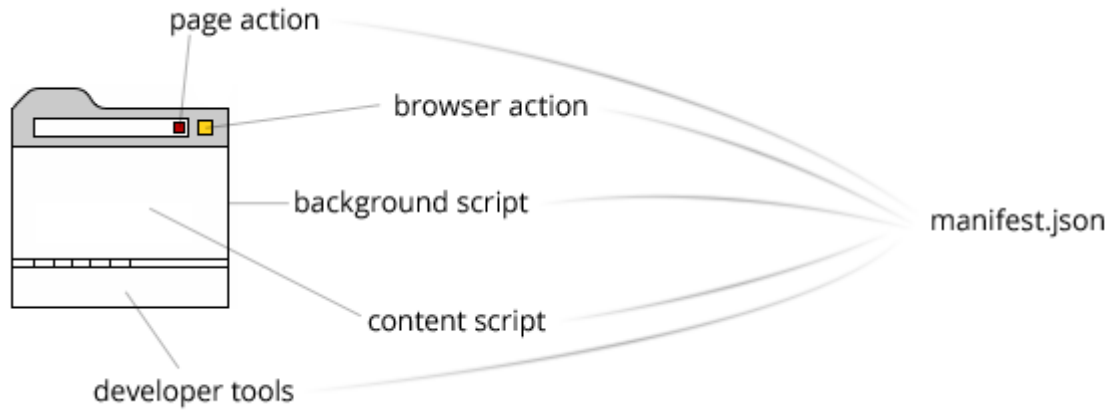 page action
browser action
background script
manifest.json
content script
developer tools